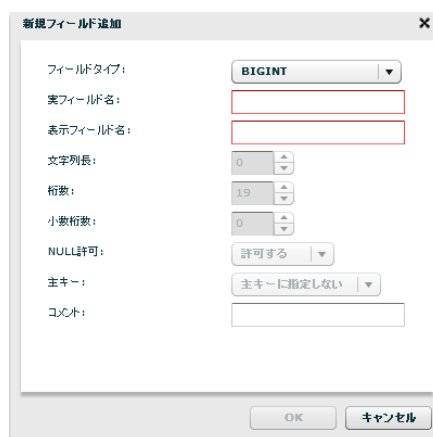 新規フィールド追加
フィールドタイプ： BIGINT
実フィールド名：
表示フィールド名：
文字列長： 0
桁数： 19
小数桁数： 0
NULL許可： 許可する
主キー： 主キーに指定しない
コメント：
OK キャンセル